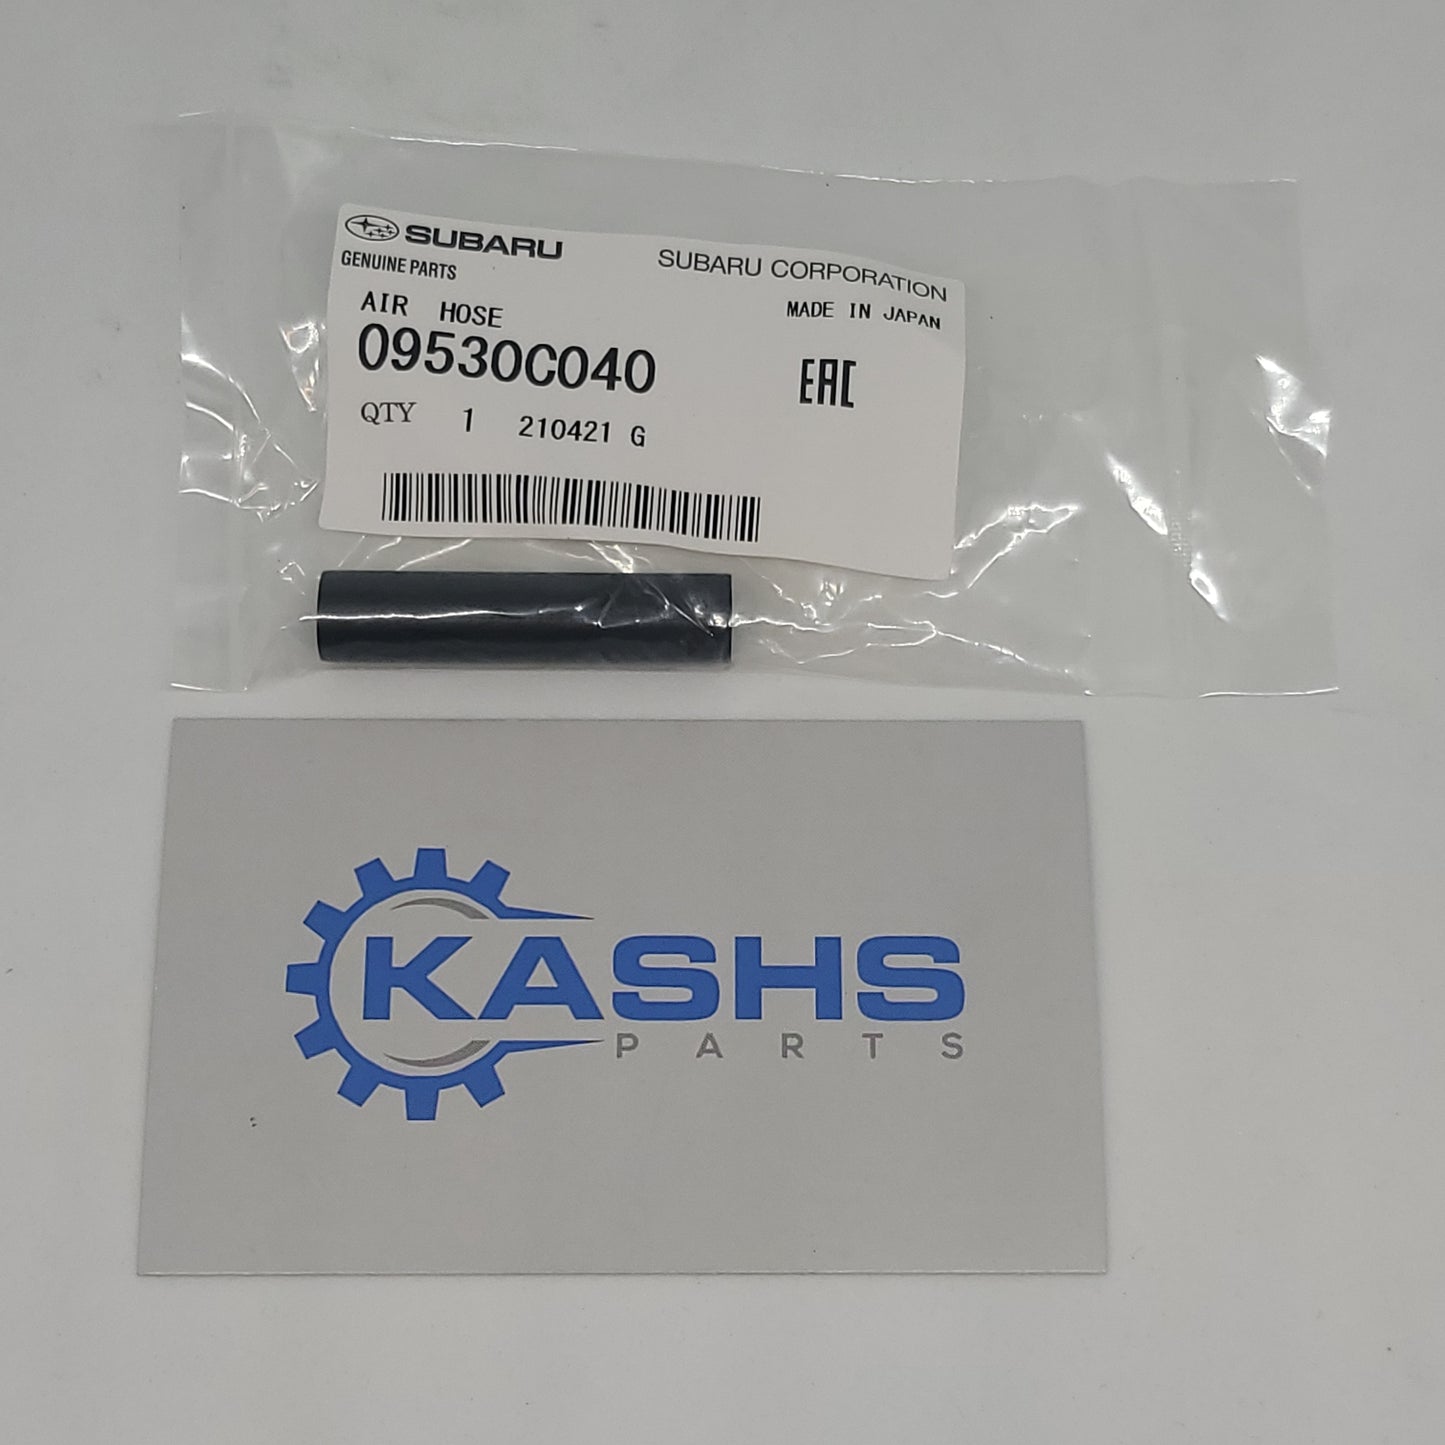 SUBARU
GENUINE PARTS
SUBARU CORPORATION
AIR HOSE
MADE IN JAPAN
09530C040
EAC
QTY 1 210421 G
KASHS
PARTS